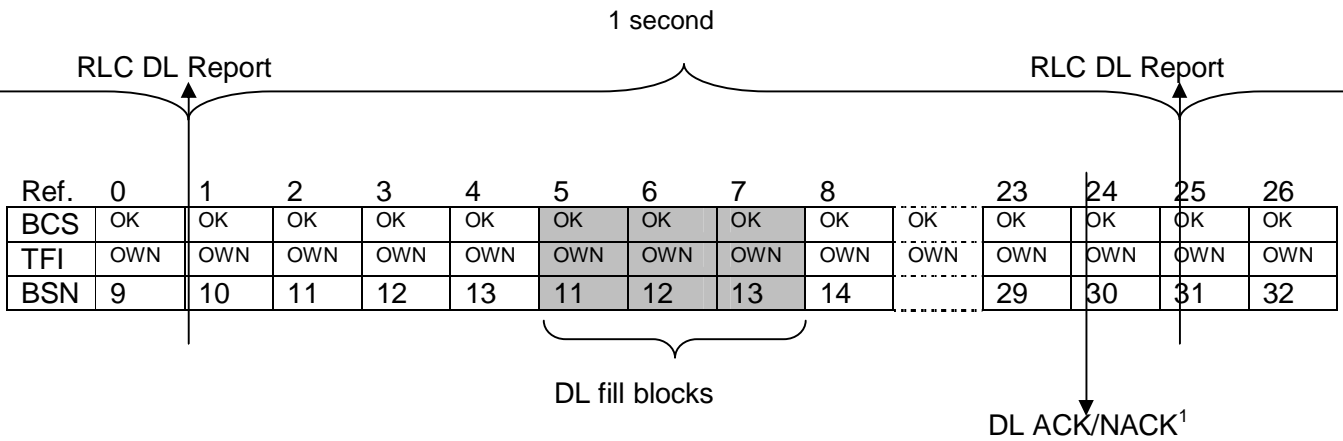 1 second
RLC DL Report RLC DL Report
Ref. 0 1 2 3 4 5 6 7 8 23 24 25 26
BCS OK OK OK OK OK OK OK OK OK OK OK OK OK OK
TFI OWN OWN OWN OWN OWN OWN OWN OWN OWN OWN OWN OWN OWN OWN
BSN 9 10 11 12 13 11 12 13 14 29 30 31 32
DL fill blocks
DL ACK/NACK¹